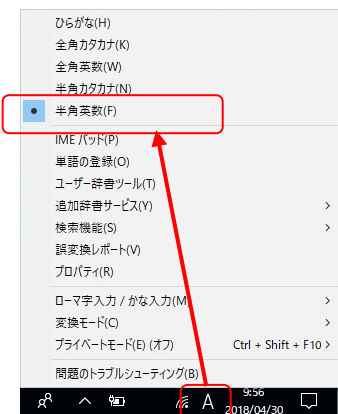 ひらがな(H)
全角カタカナ(K)
全角英数(W)
半角カタカナ(N)
半角英数(F)
IME パッド(P)
単語の登録(O)
ユーザー辞書ツール(T)
追加辞書サービス(Y)
検索機能(S)
誤変換レポート(V)
プロパティ(R)
ローマ字入力 / かな入力(M)
変換モード(C)
プライベートモード(E) (オフ) Ctrl + Shift + F10
問題のトラブルシューティング(B)
A 9:56
2018/04/30